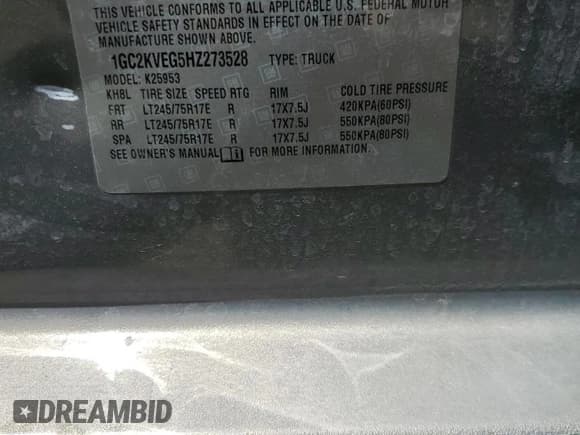 THIS VEHICLE CONFORMS TO ALL APPLICABLE U.S. FEDERAL MOTOR
VEHICLE SAFETY STANDARDS IN EFFECT ON THE DATE OF
MANUFACTURE SHOWN ABOVE.
1GC2KVEG5HZ273528 TYPE: TRUCK
MODEL: K25953
KHBL TIRE SIZE SPEED RTG RIM COLD TIRE PRESSURE
FRT LT245/75R17E R 17X7.5J 420KPA(60PSI)
RR LT245/75R17E R 17X7.5J 550KPA(80PSI)
SPA LT245/75R17E R 17X7.5J 550KPA(80PSI)
SEE OWNER'S MANUAL FOR MORE INFORMATION.
DREAMBID